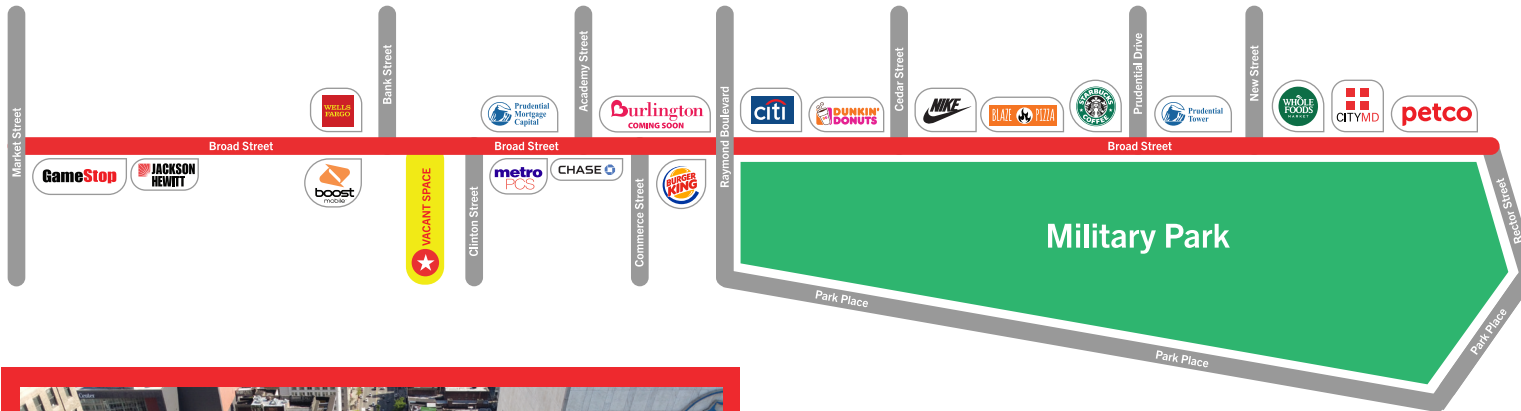 Market Street
Bank Street
Academy Street
Raymond Boulevard
Cedar Street
Prudential Drive
New Street
WELLS
FARGO
Prudential
Mortgage
Capital
Burlington
COMING SOON
citi
DUNKIN'
DONUTS
NIKE
BLAZE PIZZA
STARBUCKS
COFFEE
Prudential
Tower
WHOLE
FOODS
MARKET
CITYMD
petco
Broad Street
Broad Street
Broad Street
GameStop
JACKSON
HEWITT
boost
mobile
VACANT SPACE
Clinton Street
metro
PCS
CHASE
Commerce Street
BURGER
KING
Military Park
Rector Street
Park Place
Park Place
Park Place
Center